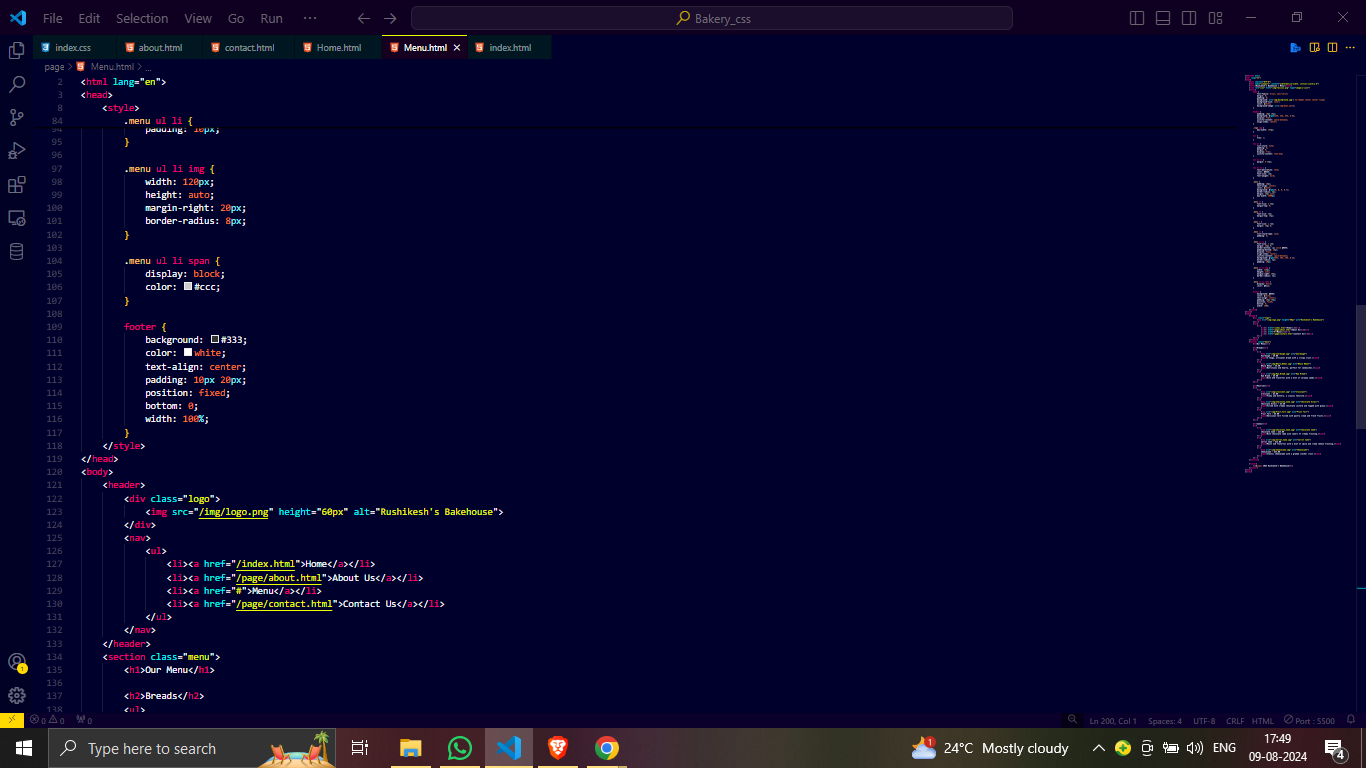 File Edit Selection View Go Run ··· Bakery_css
index.css about.html contact.html Home.html Menu.html index.html
page > Menu.html > ...
2 <html lang="en">
3 <head>
8 <style>
84 .menu ul li {
94 padding: 10px;
95 }
96
97 .menu ul li img {
98 width: 120px;
99 height: auto;
100 margin-right: 20px;
101 border-radius: 8px;
102 }
103
104 .menu ul li span {
105 display: block;
106 color: #ccc;
107 }
108
109 footer {
110 background: #333;
111 color: white;
112 text-align: center;
113 padding: 10px 20px;
114 position: fixed;
115 bottom: 0;
116 width: 100%;
117 }
118 </style>
119 </head>
120 <body>
121 <header>
122 <div class="logo">
123 <img src="/img/logo.png" height="60px" alt="Rushikesh's Bakehouse">
124 </div>
125 <nav>
126 <ul>
127 <li><a href="/index.html">Home</a></li>
128 <li><a href="/page/about.html">About Us</a></li>
129 <li><a href="#">Menu</a></li>
130 <li><a href="/page/contact.html">Contact Us</a></li>
131 </ul>
132 </nav>
133 </header>
134 <section class="menu">
135 <h1>Our Menu</h1>
136
137 <h2>Breads</h2>
138 <ul>
1
0 0 0 Ln 200, Col 1 Spaces: 4 UTF-8 CRLF HTML Port : 5500
Type here to search 1 24°C Mostly cloudy ENG 17:49
09-08-2024 4